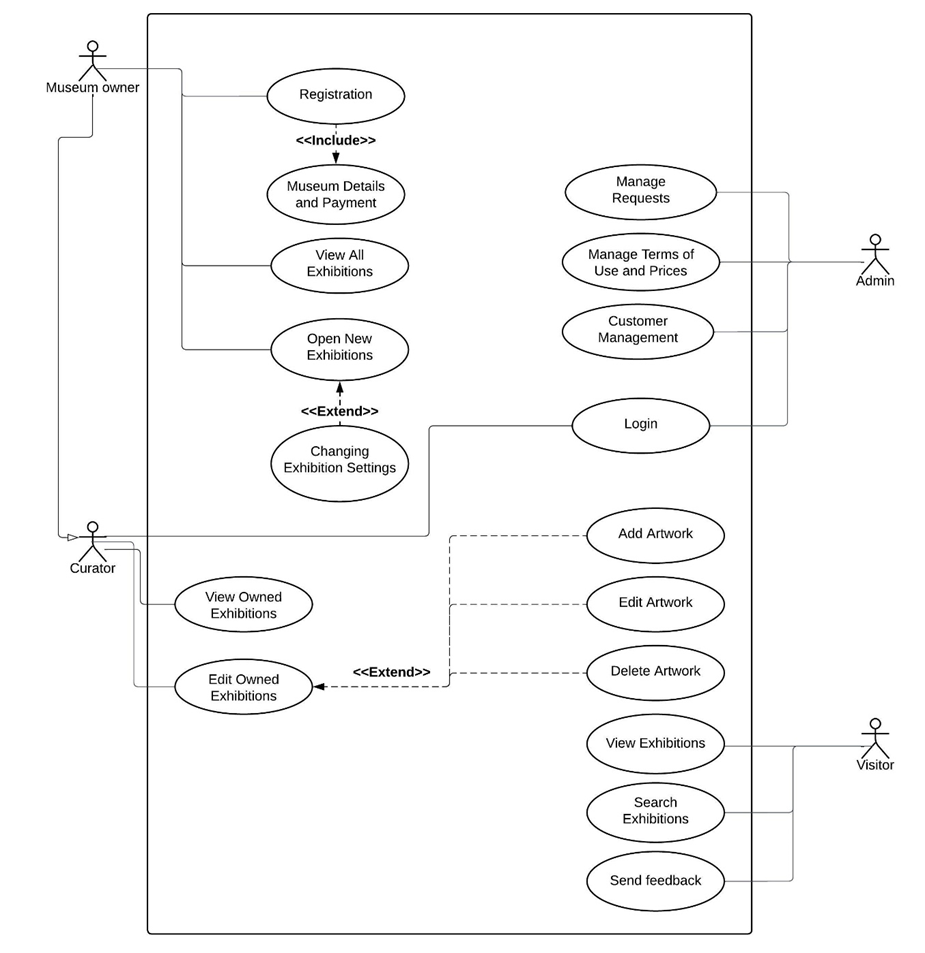 Museum owner
Registration
<<Include>>
Museum Details
and Payment
View All
Exhibitions
Open New
Exhibitions
<<Extend>>
Changing
Exhibition Settings
Manage
Requests
Manage Terms of
Use and Prices
Customer
Management
Login
Admin
Curator
View Owned
Exhibitions
Edit Owned
Exhibitions
<<Extend>>
Add Artwork
Edit Artwork
Delete Artwork
View Exhibitions
Search
Exhibitions
Send feedback
Visitor